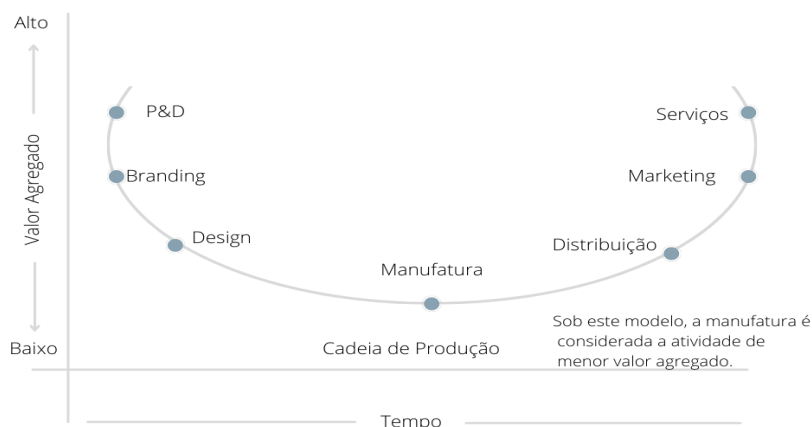 Alto
P&D
Serviços
Valor Agregado
Branding
Marketing
Design
Distribuição
Manufatura
Sob este modelo, a manufatura é
considerada a atividade de
menor valor agregado.
Baixo
Cadeia de Produção
Tempo